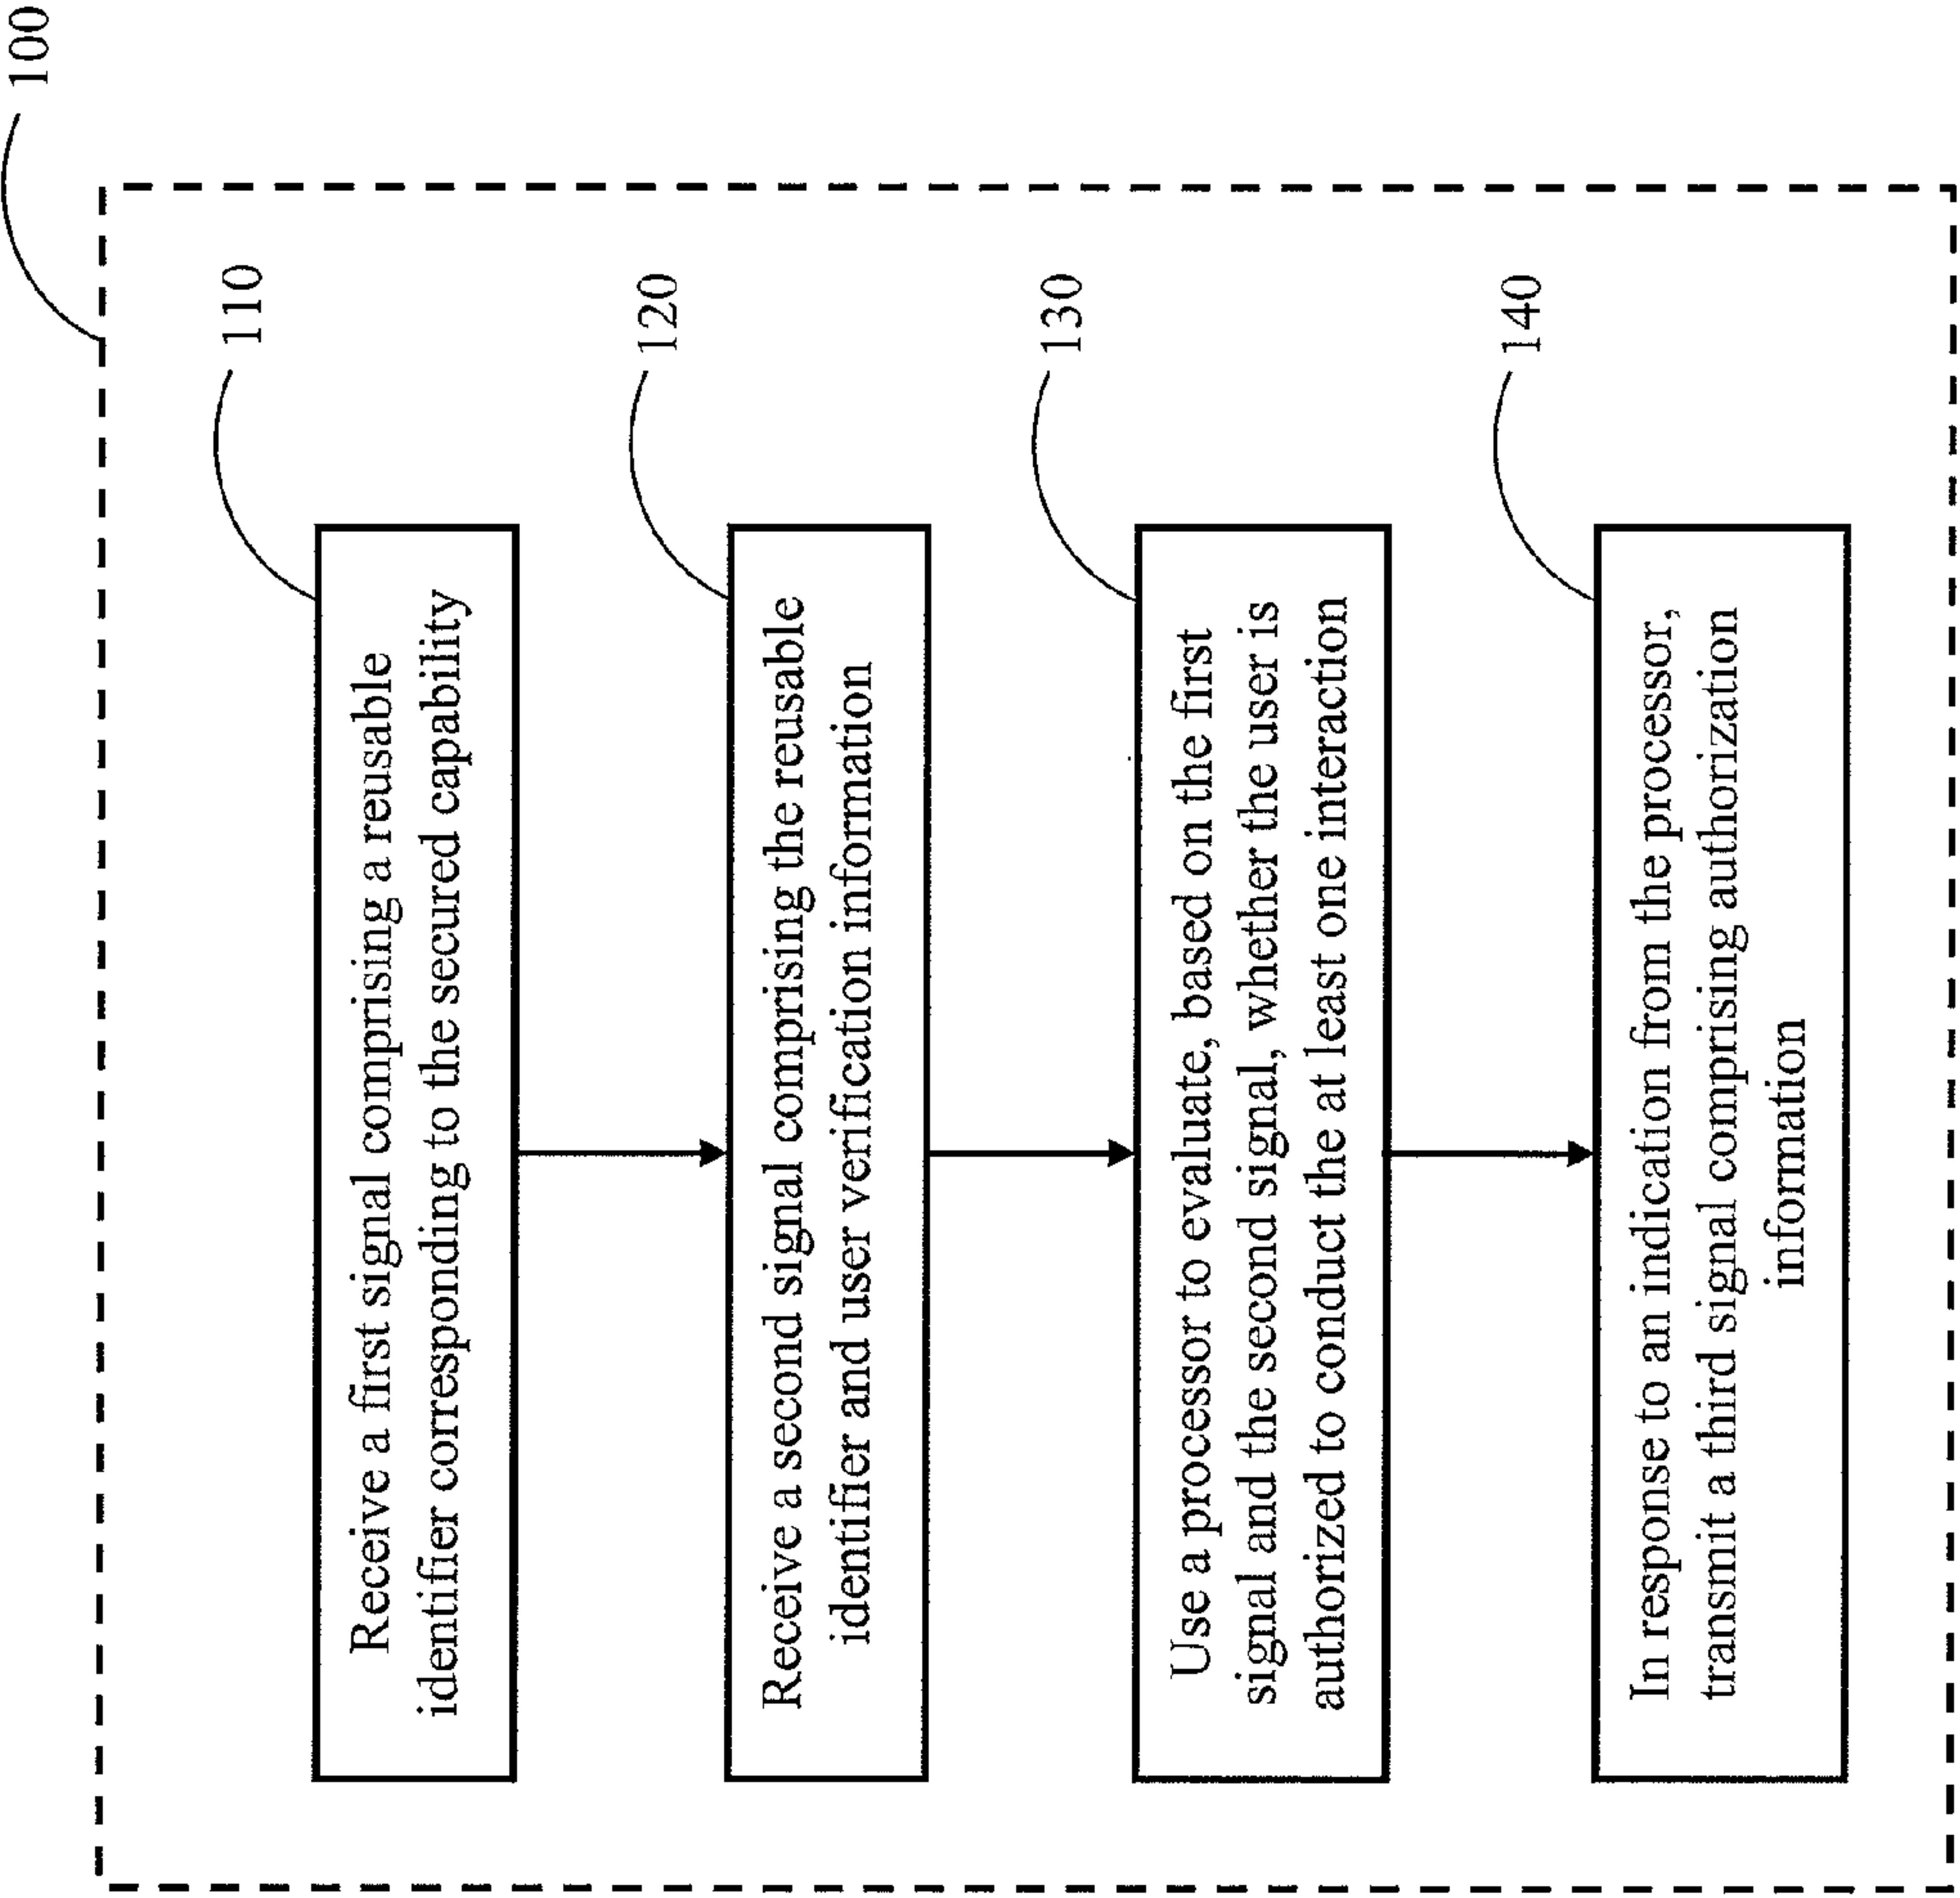 100
110
Receive a first signal comprising a reusable
identifier corresponding to the secured capability
120
Receive a second signal comprising the reusable
identifier and user verification information
130
Use a processor to evaluate, based on the first
signal and the second signal, whether the user is
authorized to conduct the at least one interaction
140
In response to an indication from the processor,
transmit a third signal comprising authorization
information